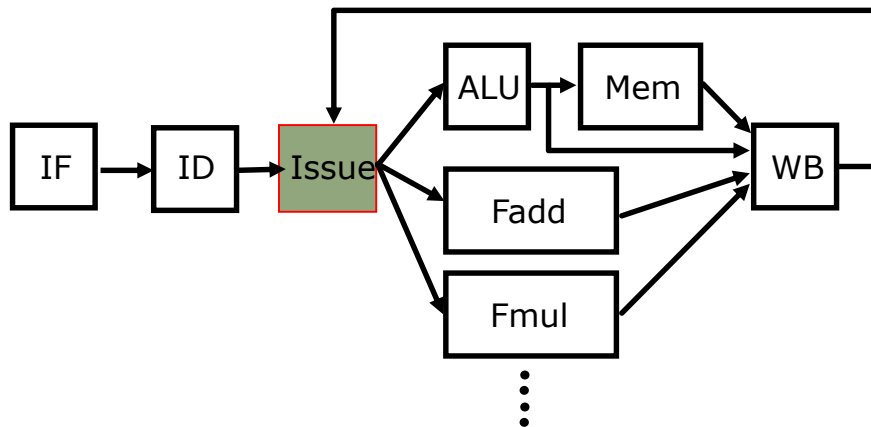 IF
ID
Issue
ALU
Mem
Fadd
Fmul
WB